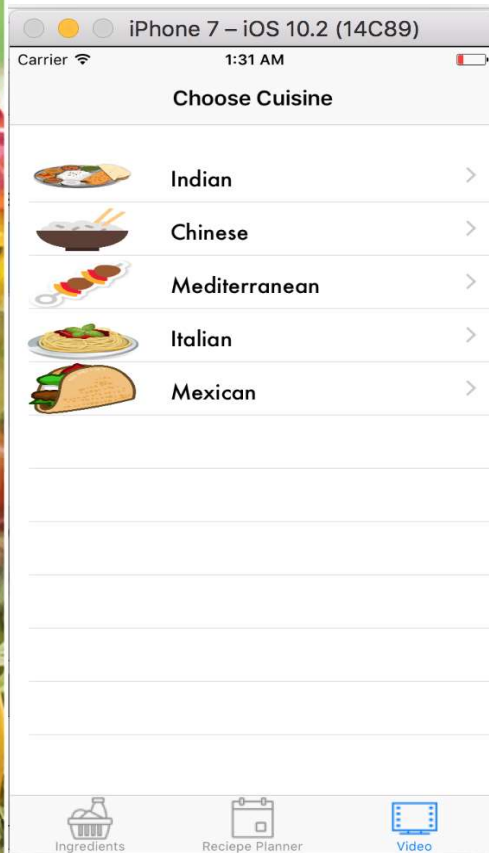 iPhone 7 – iOS 10.2 (14C89)
Carrier 1:31 AM
Choose Cuisine
Indian
Chinese
Mediterranean
Italian
Mexican
Ingredients Reciepe Planner Video